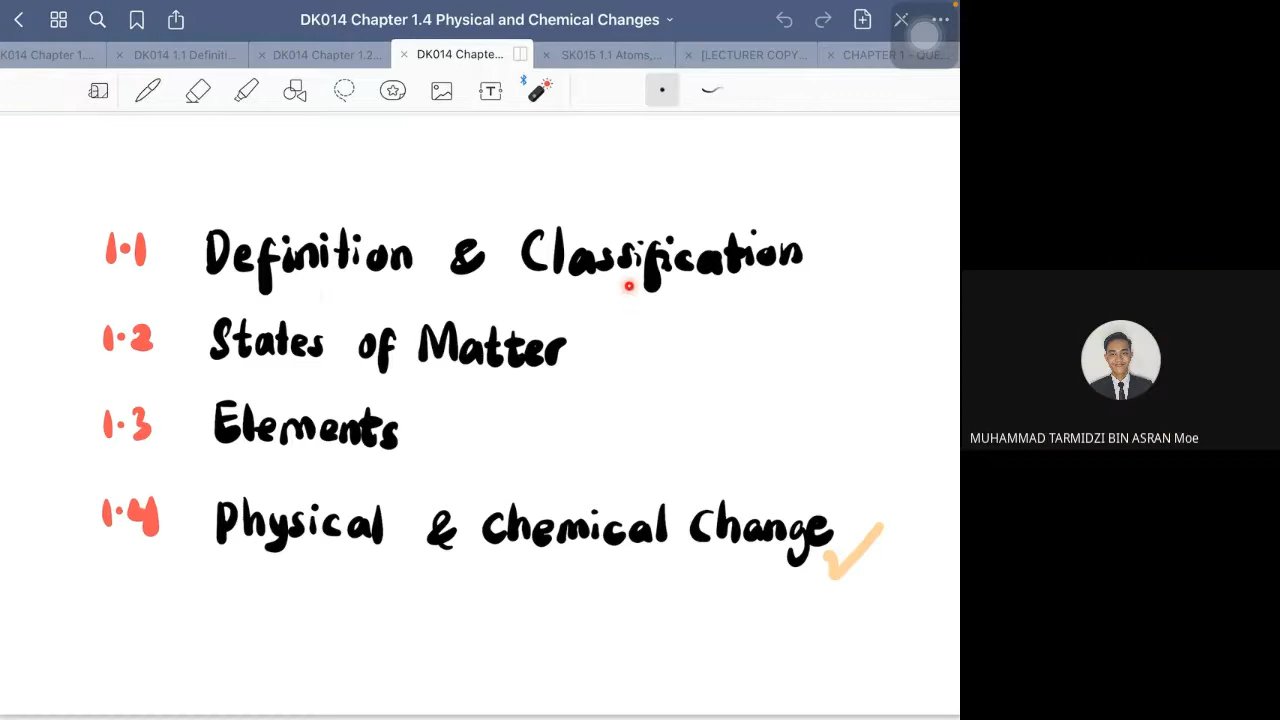 DK014 Chapter 1.4 Physical and Chemical Changes
K014 Chapter 1....
DK014 1.1 Definiti...
DK014 Chapter 1.2...
DK014 Chapte...
SK015 1.1 Atoms,...
[LECTURER COPY...
CHAPTER 1 - QUE...
1.1 Definition & Classification
1.2 States of Matter
1.3 Elements
1.4 Physical & Chemical Change
MUHAMMAD TARMIDZI BIN ASRAN Moe